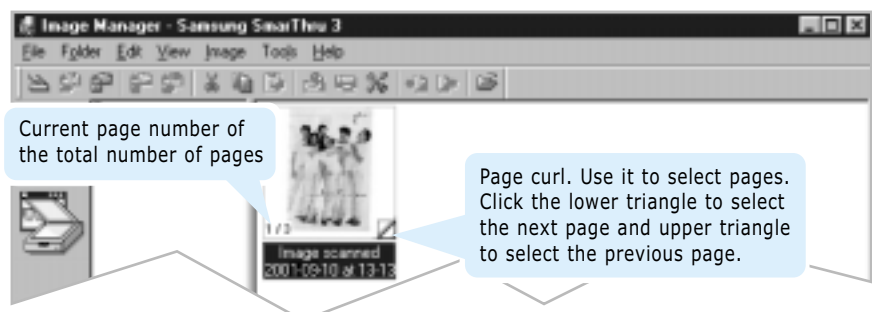 Image Manager - Samsung SmarThru 3
File Folder Edit View Image Tools Help
Current page number of
the total number of pages
Page curl. Use it to select pages.
Click the lower triangle to select
the next page and upper triangle
to select the previous page.
1 / 3
Image scanned
2001-09-10 at 13-13